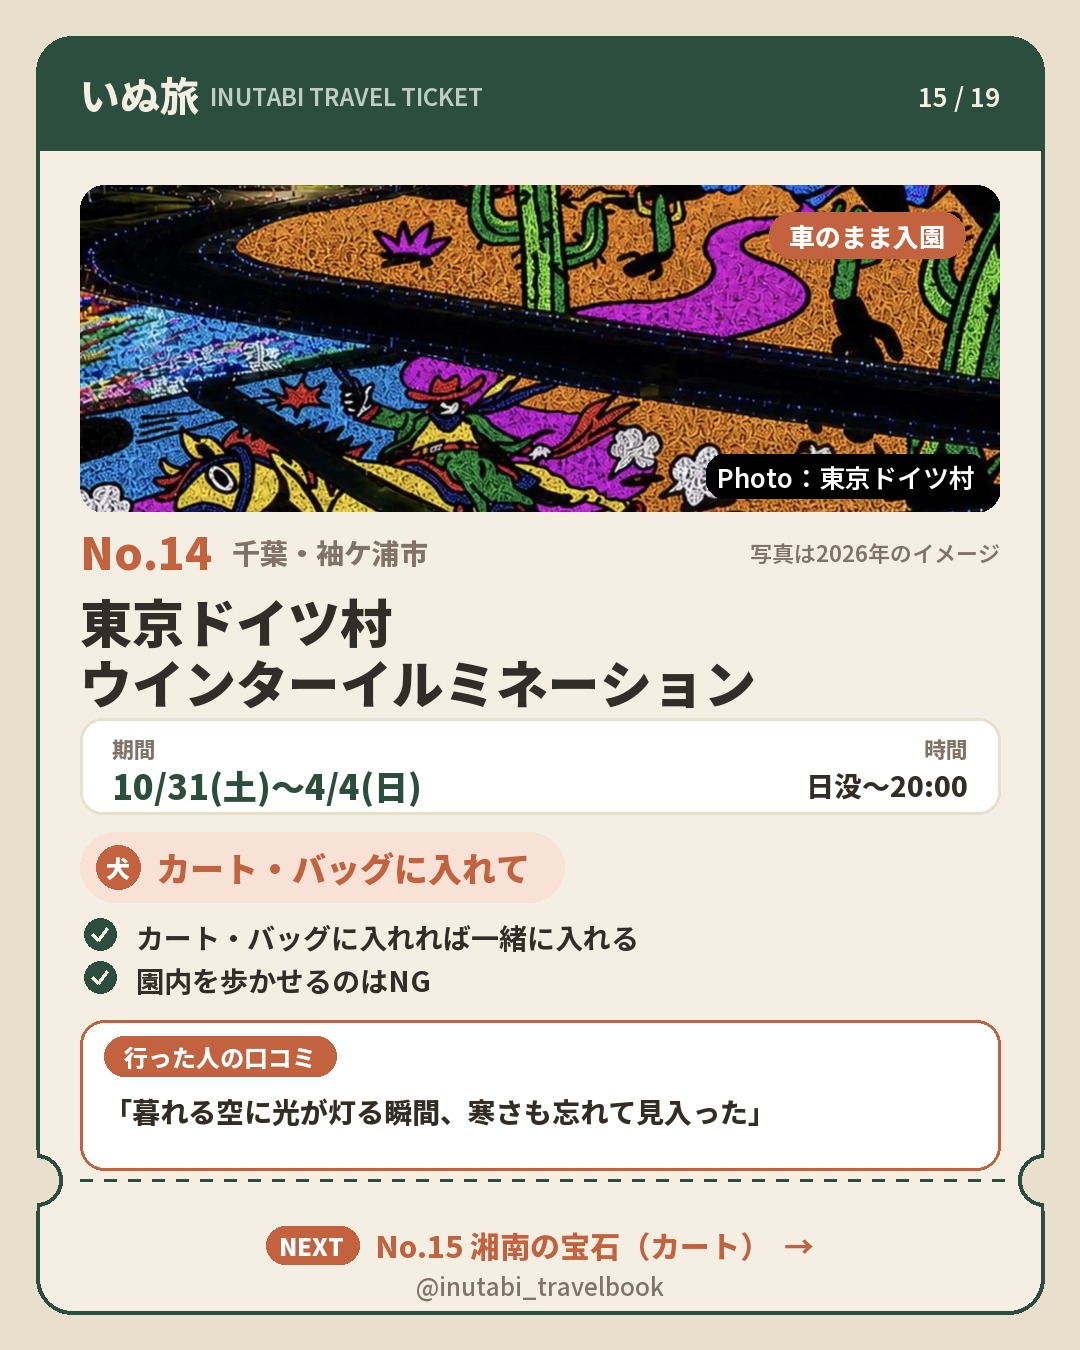 いぬ旅 INUTABI TRAVEL TICKET 15 / 19
車のまま入園
Photo：東京ドイツ村
No.14 千葉・袖ケ浦市 写真は2026年のイメージ
東京ドイツ村
ウインターイルミネーション
期間 時間
10/31(土)〜4/4(日) 日没〜20:00
犬 カート・バッグに入れて
カート・バッグに入れれば一緒に入れる
園内を歩かせるのはNG
行った人の口コミ
「暮れる空に光が灯る瞬間、寒さも忘れて見入った」
NEXT No.15 湘南の宝石（カート） →
@inutabi_travelbook